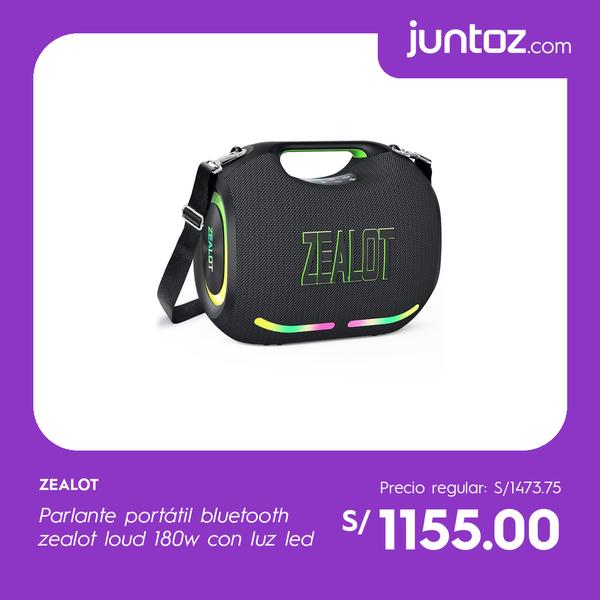 juntoz.com
ZEALOT
ZEALOT
ZEALOT
Precio regular: S/1473.75
Parlante portátil bluetooth
zealot loud 180w con luz led
S/1155.00